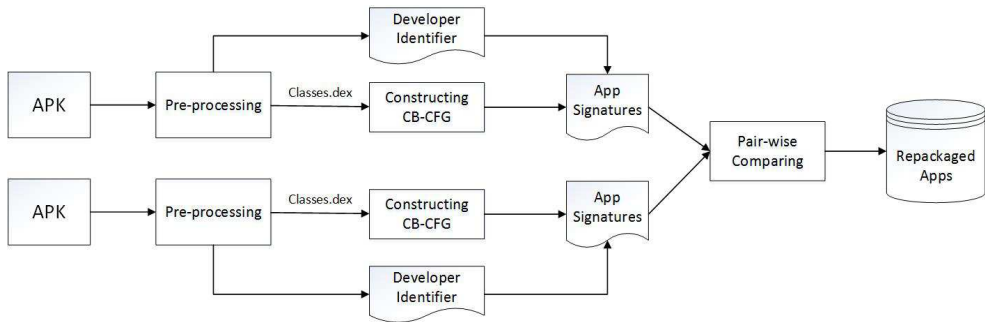 Developer
Identifier
APK
Pre-processing
Classes.dex
Constructing
CB-CFG
App
Signatures
Pair-wise
Comparing
Repackaged
Apps
APK
Pre-processing
Classes.dex
Constructing
CB-CFG
App
Signatures
Developer
Identifier